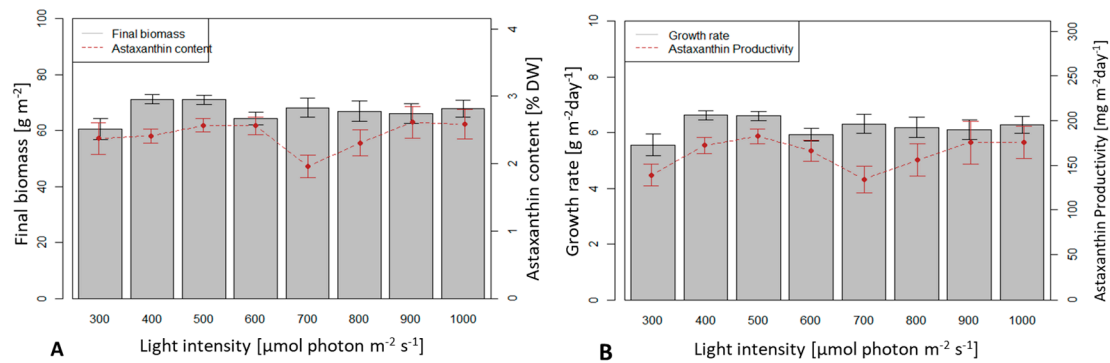 Final biomass
Astaxanthin content
Final biomass [g m⁻²]
100
80
60
40
20
0
Astaxanthin content [% DW]
4
3
2
1
0
300 400 500 600 700 800 900 1000
Light intensity [µmol photon m⁻² s⁻¹]
A
Growth rate
Astaxanthin Productivity
Growth rate [g m⁻²day⁻¹]
10
8
6
4
2
0
Astaxanthin Productivity [mg m⁻²day⁻¹]
300
250
200
150
100
50
0
300 400 500 600 700 800 900 1000
Light intensity [µmol photon m⁻² s⁻¹]
B